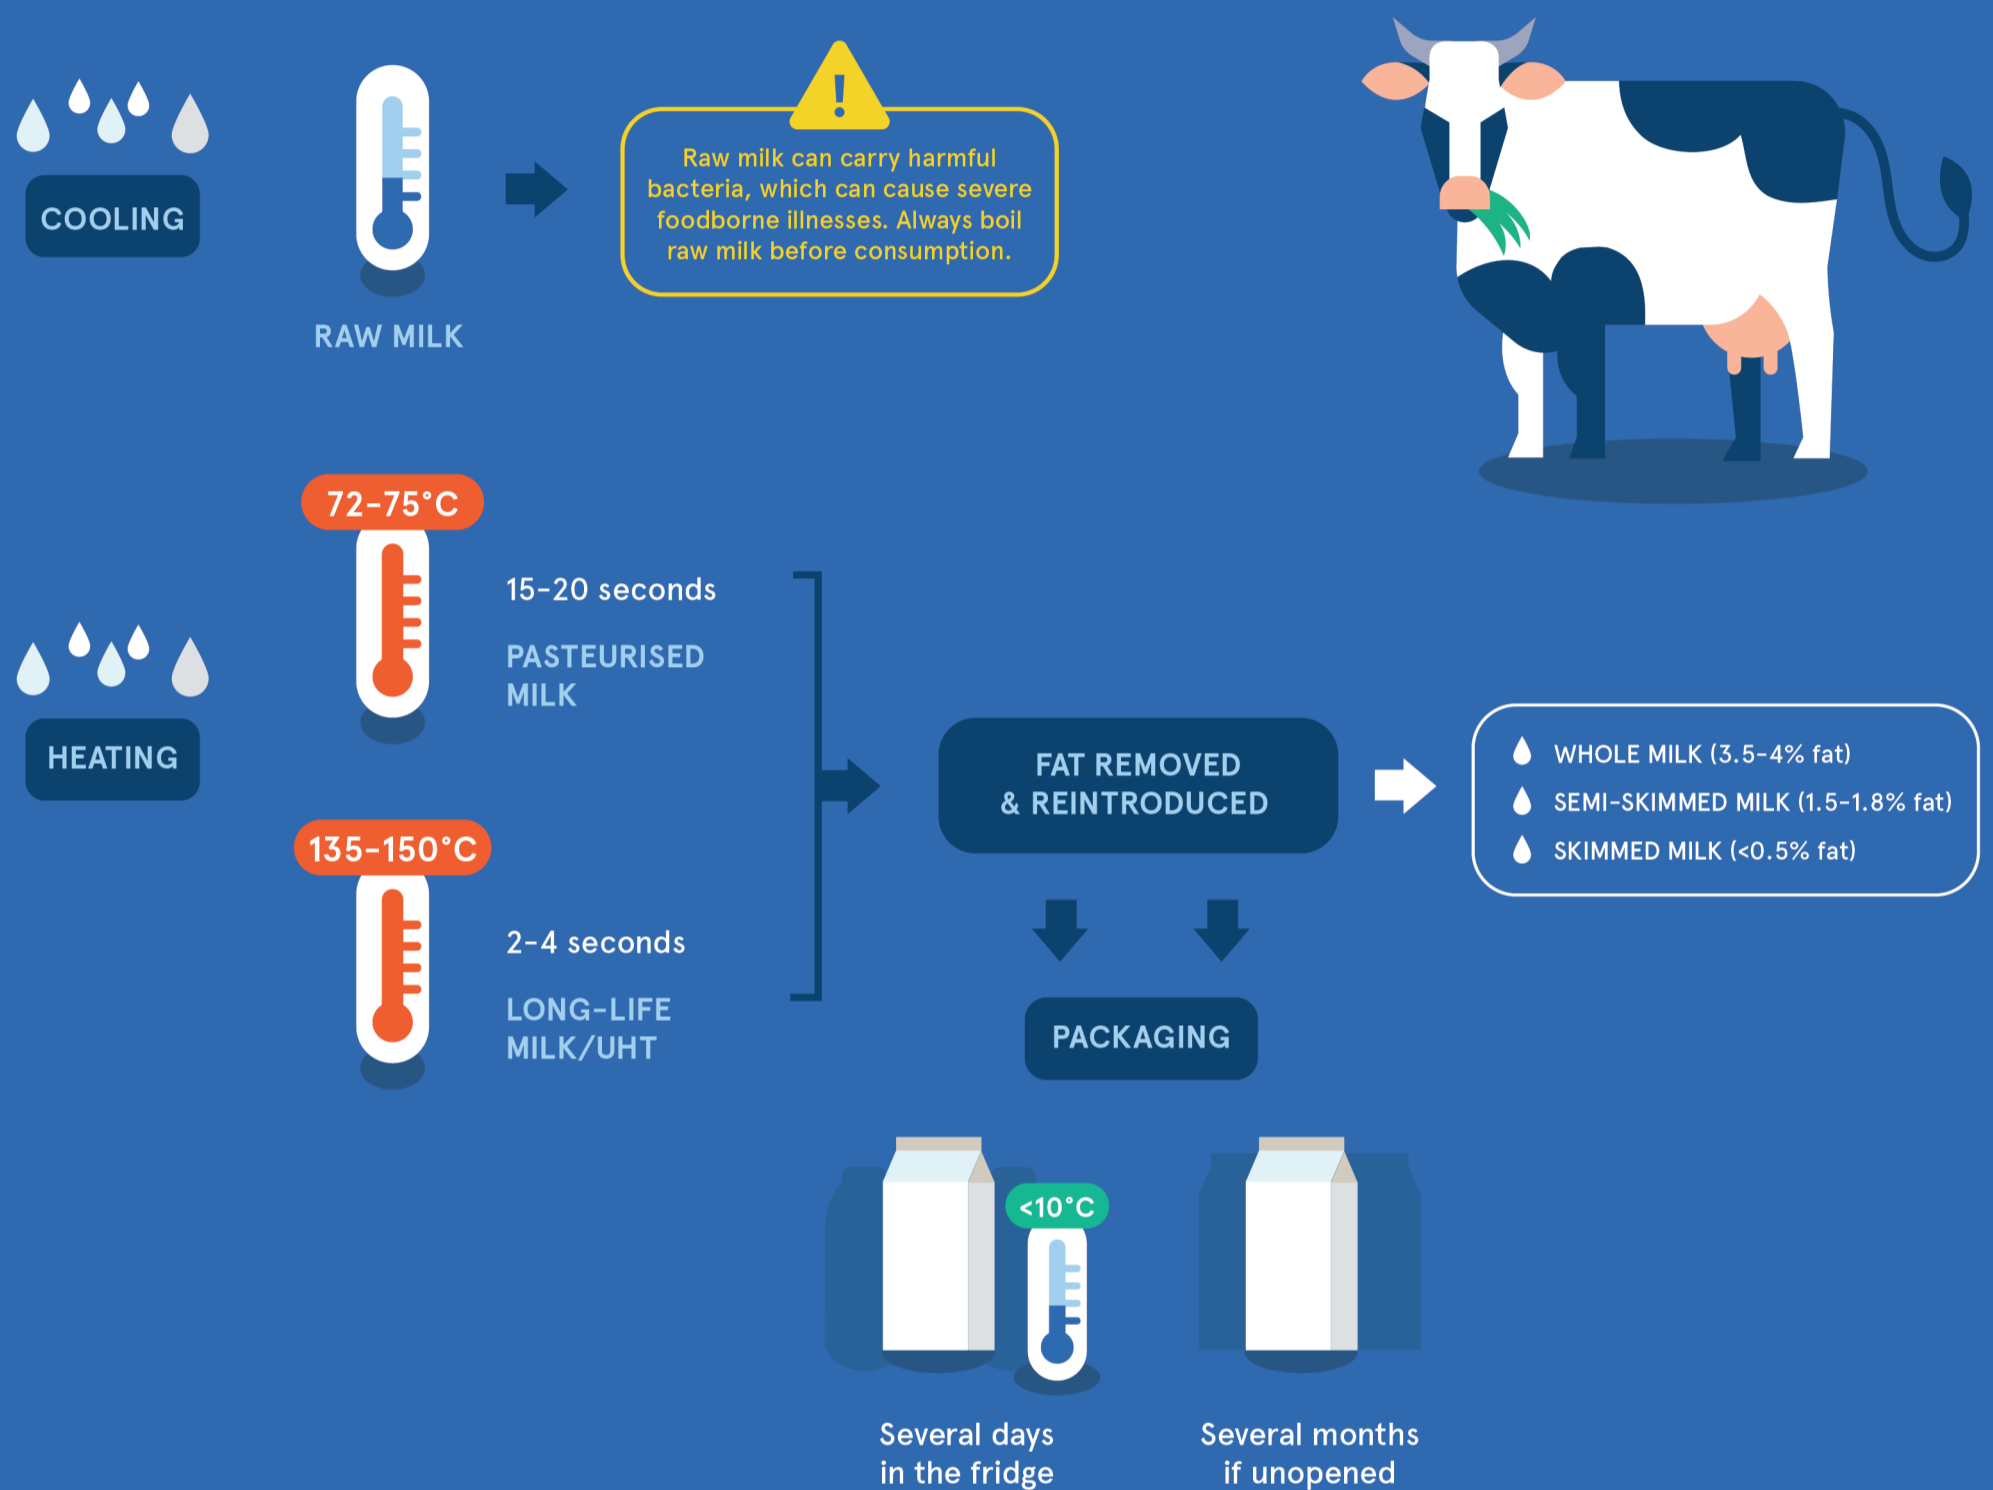 COOLING
RAW MILK
!
Raw milk can carry harmful
bacteria, which can cause severe
foodborne illnesses. Always boil
raw milk before consumption.
HEATING
72-75°C
15-20 seconds
PASTEURISED
MILK
135-150°C
2-4 seconds
LONG-LIFE
MILK/UHT
FAT REMOVED
& REINTRODUCED
WHOLE MILK (3.5-4% fat)
SEMI-SKIMMED MILK (1.5-1.8% fat)
SKIMMED MILK (<0.5% fat)
PACKAGING
<10°C
Several days
in the fridge
Several months
if unopened